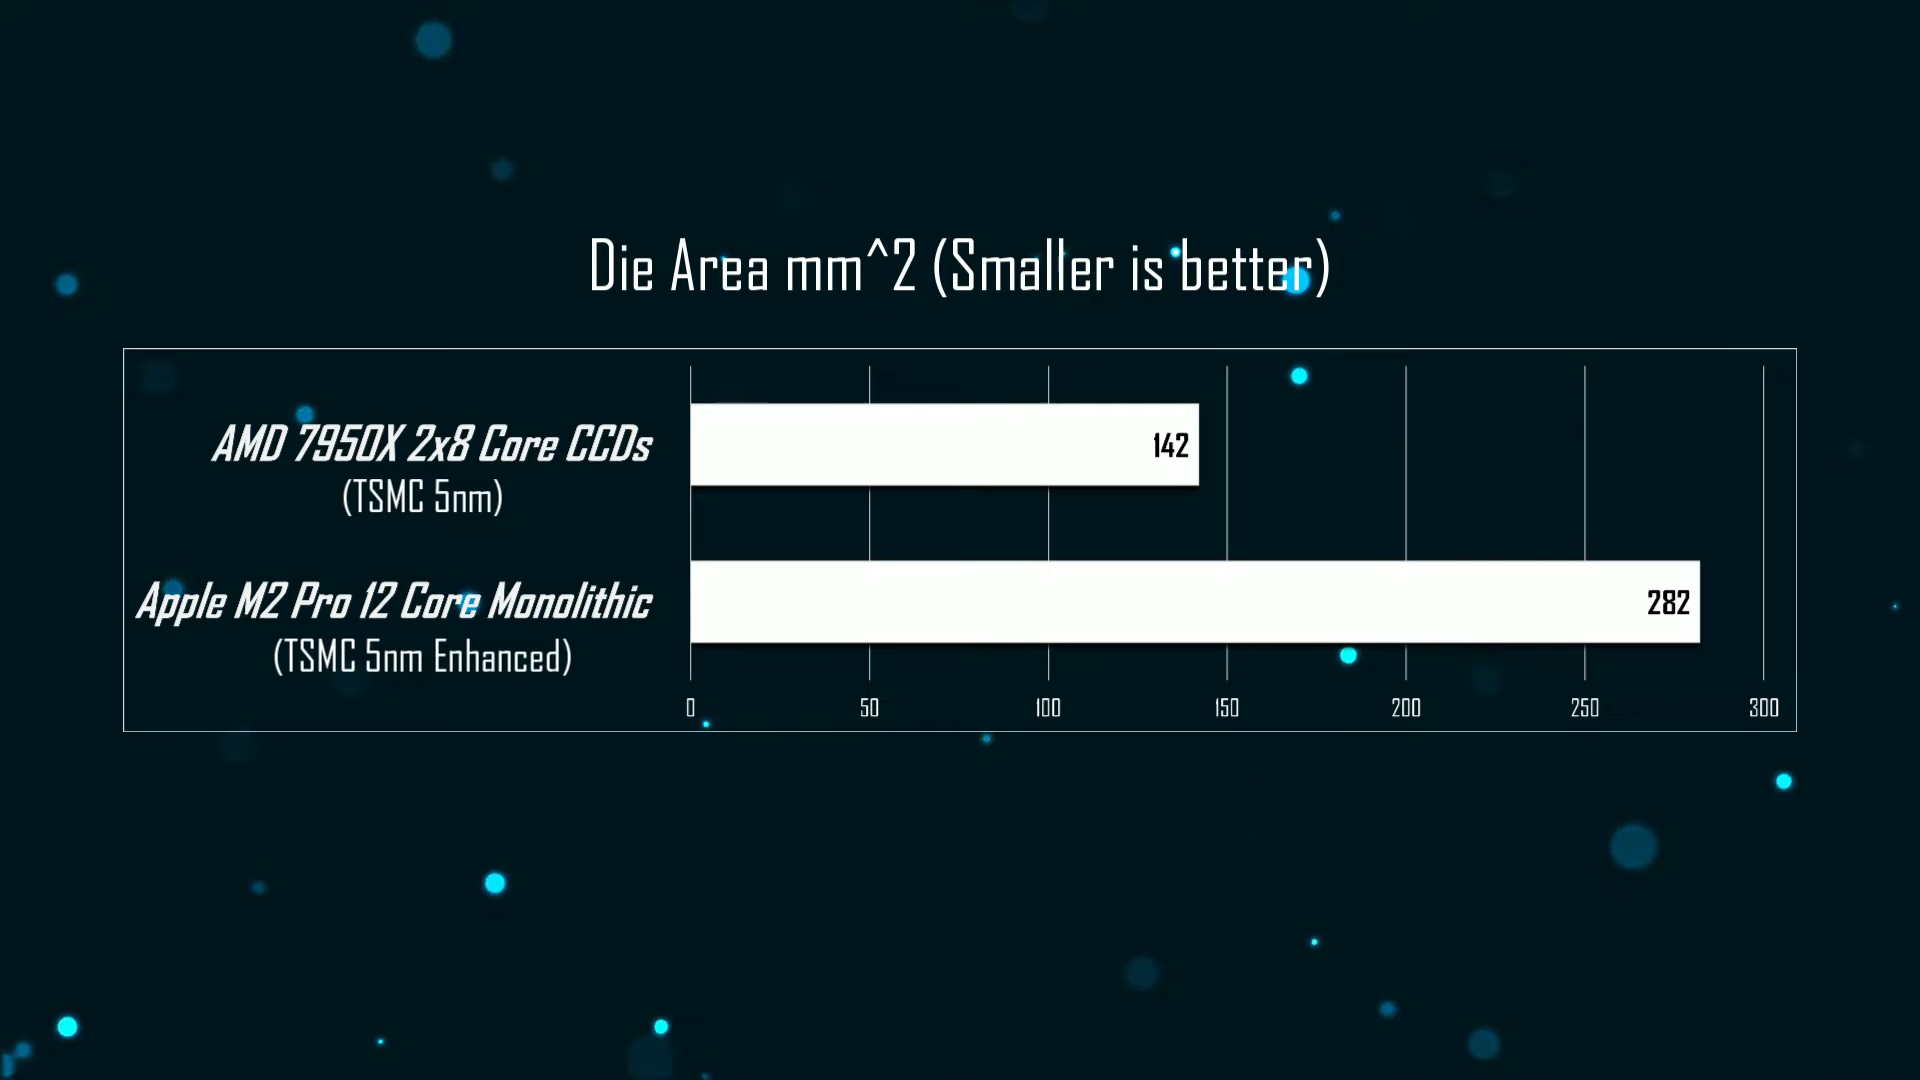 Die Area mm^2 (Smaller is better)
AMD 7950X 2x8 Core CCDs
(TSMC 5nm)
142
Apple M2 Pro 12 Core Monolithic
(TSMC 5nm Enhanced)
282
0 50 100 150 200 250 300